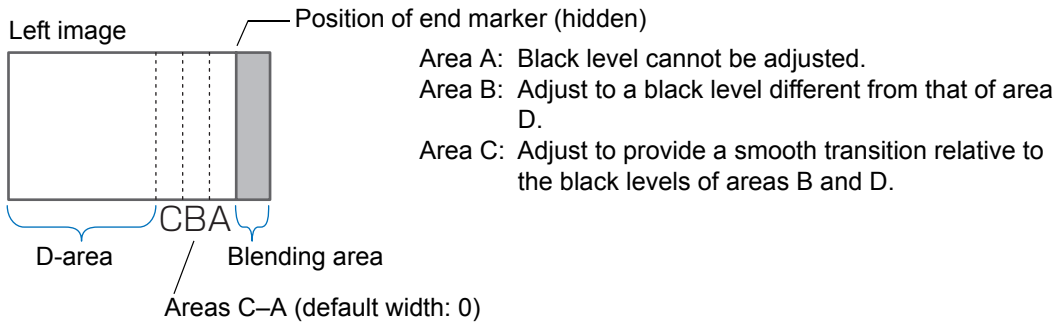 Position of end marker (hidden)
Left image
Area A: Black level cannot be adjusted.
Area B: Adjust to a black level different from that of area
D.
Area C: Adjust to provide a smooth transition relative to
the black levels of areas B and D.
CBA
D-area
Blending area
Areas C–A (default width: 0)